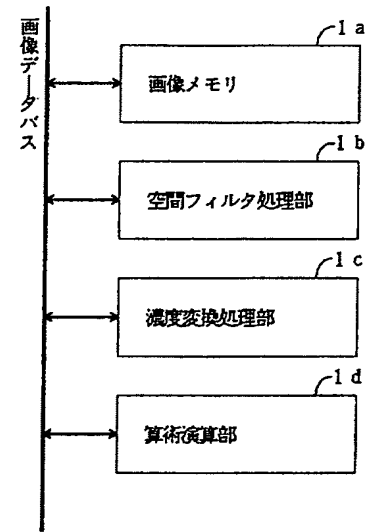 画像データバス
1a
画像メモリ
1b
空間フィルタ処理部
1c
濃度変換処理部
1d
算術演算部